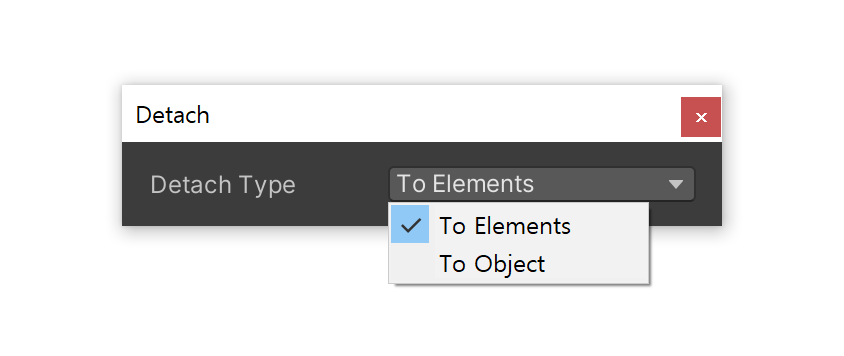 Detach
Detach Type
To Elements
To Elements
To Object